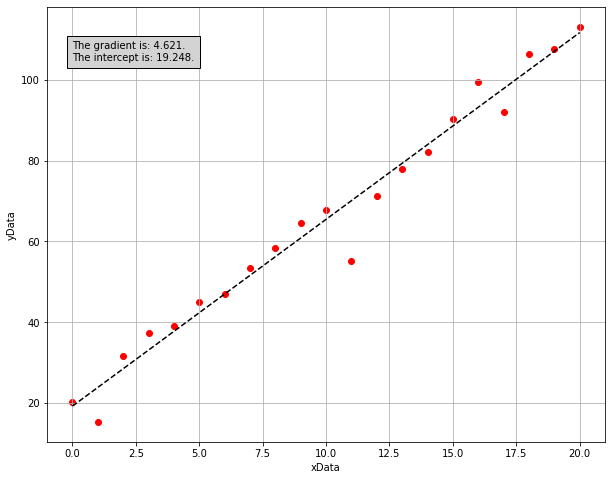 The gradient is: 4.621.
The intercept is: 19.248.
100
80
60
40
20
yData
0.0 2.5 5.0 7.5 10.0 12.5 15.0 17.5 20.0
xData